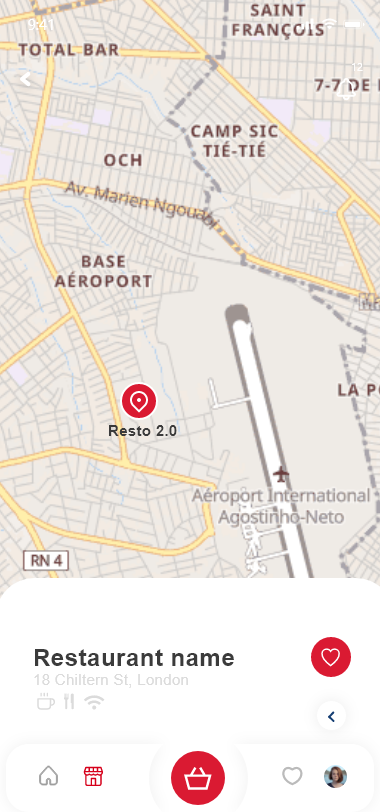 9:41
SAINT
FRANÇOIS
TOTAL BAR
12
7-7 DE
CAMP SIC
TIÉ-TIÉ
OCH
Av. Marien Ngouabi
BASE
AÉROPORT
LA
Resto 2.0
Aéroport International
Agostinho-Neto
RN 4
Restaurant name
18 Chiltern St, London